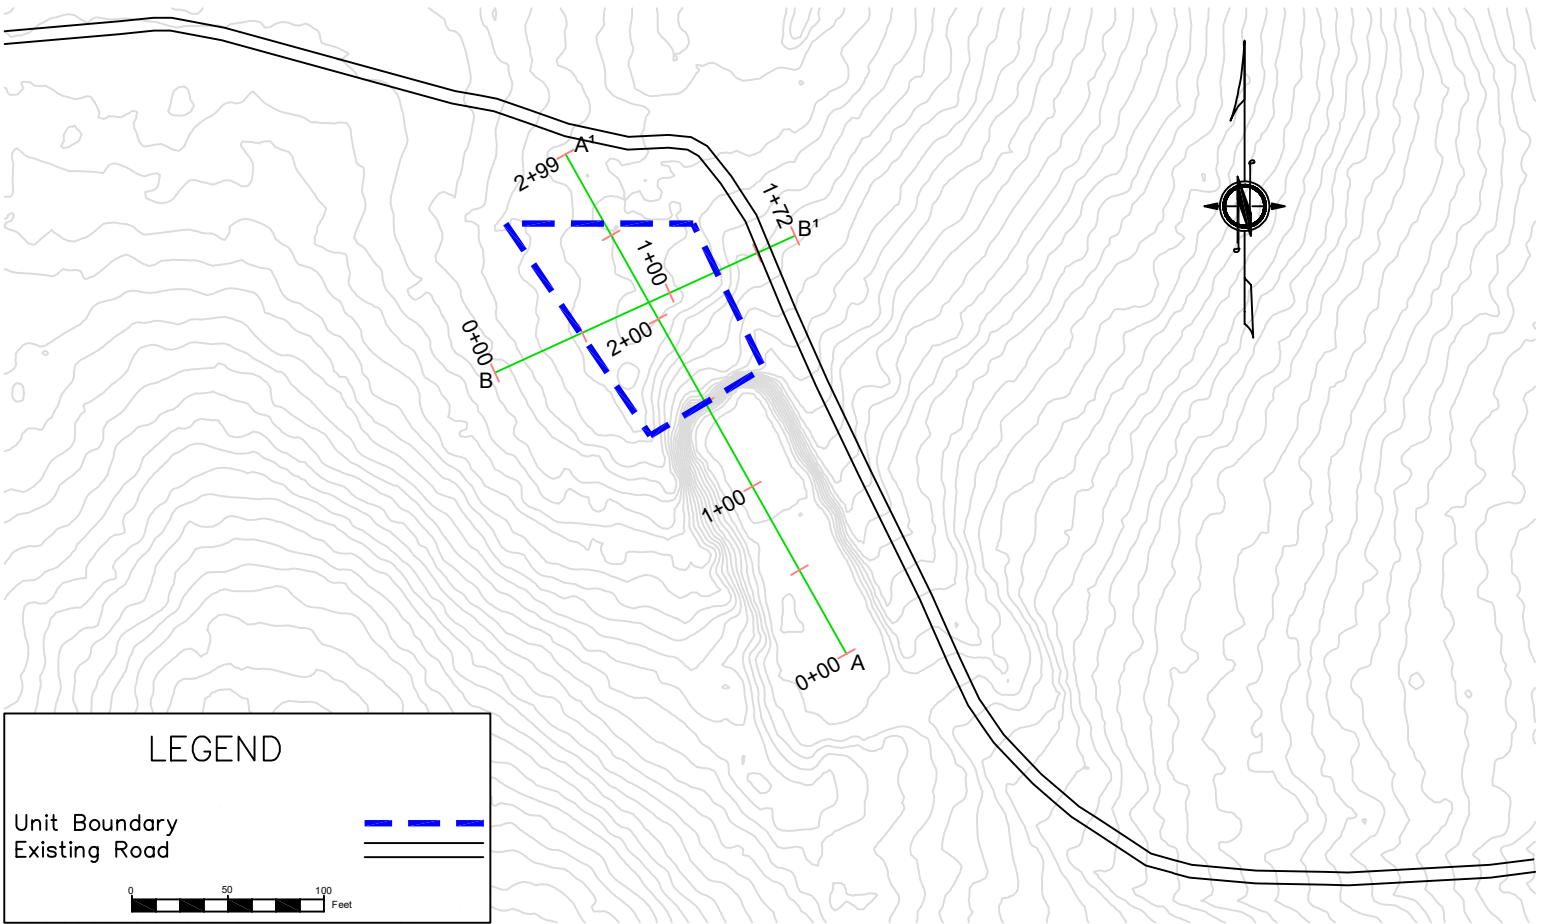 A¹
2+99
1+72
B¹
1+00
0+00
2+00
B
1+00
0+00
A
N
LEGEND
Unit Boundary
Existing Road
0 50 100
Feet